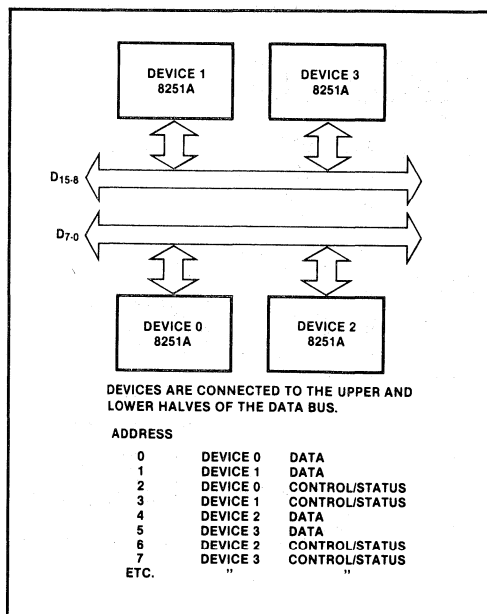 DEVICE 1
8251A
DEVICE 3
8251A
D15-8
D7-0
DEVICE 0
8251A
DEVICE 2
8251A
DEVICES ARE CONNECTED TO THE UPPER AND
LOWER HALVES OF THE DATA BUS.
ADDRESS
0 DEVICE 0 DATA
1 DEVICE 1 DATA
2 DEVICE 0 CONTROL/STATUS
3 DEVICE 1 CONTROL/STATUS
4 DEVICE 2 DATA
5 DEVICE 3 DATA
6 DEVICE 2 CONTROL/STATUS
7 DEVICE 3 CONTROL/STATUS
ETC. " "